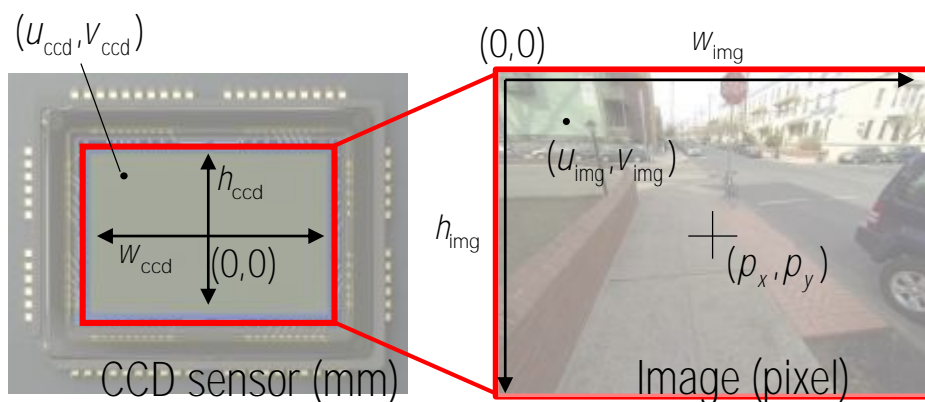 (u_ccd,v_ccd)
(0,0)
w_img
(u_img,v_img)
h_ccd
h_img
w_ccd
(0,0)
(p_x,p_y)
CCD sensor (mm)
Image (pixel)